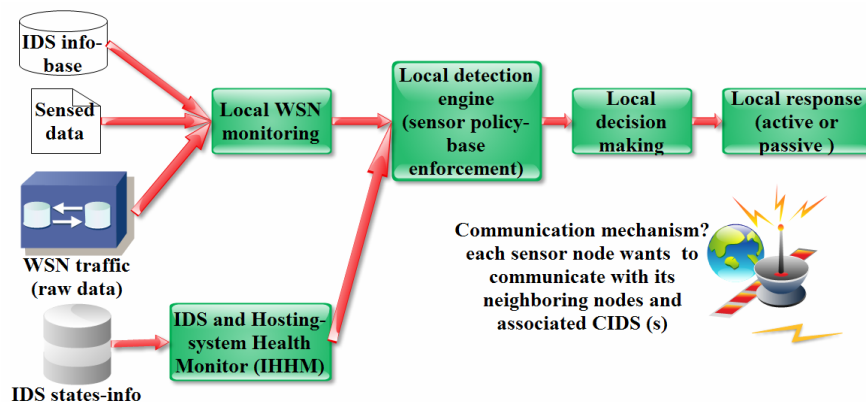 IDS info-
base
Sensed
data
WSN traffic
(raw data)
IDS states-info
Local WSN
monitoring
IDS and Hosting-
system Health
Monitor (IHHM)
Local detection
engine
(sensor policy-
base
enforcement)
Local
decision
making
Local response
(active or
passive )
Communication mechanism?
each sensor node wants to
communicate with its
neighboring nodes and
associated CIDS (s)